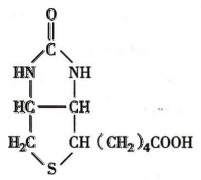 O
C
HN NH
HC CH
H₂C CH(CH₂)₄COOH
S